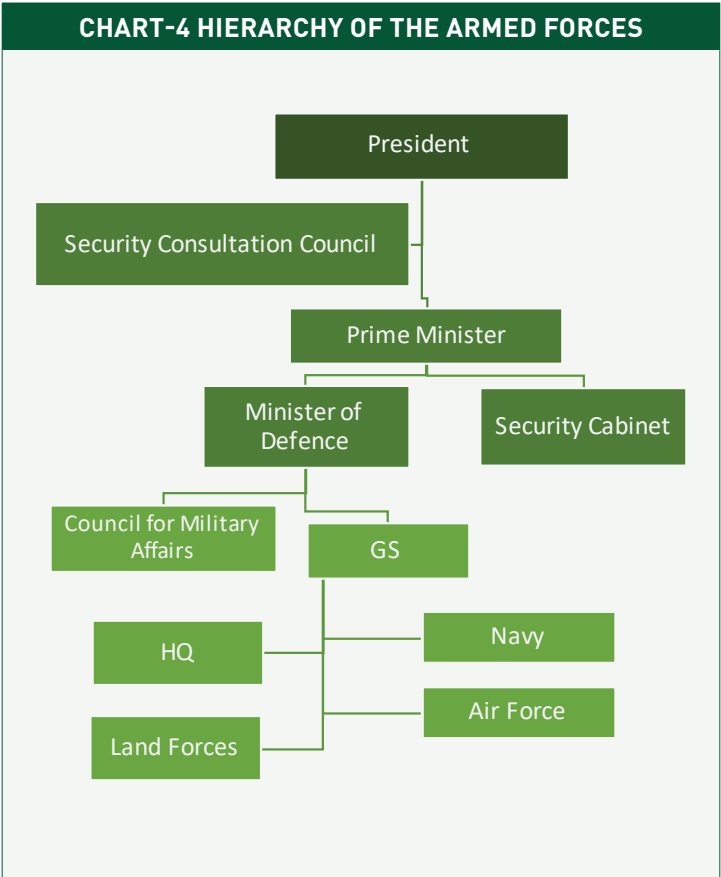 CHART-4 HIERARCHY OF THE ARMED FORCES
President
Security Consultation Council
Prime Minister
Minister of
Defence
Security Cabinet
Council for Military
Affairs
GS
HQ
Navy
Land Forces
Air Force